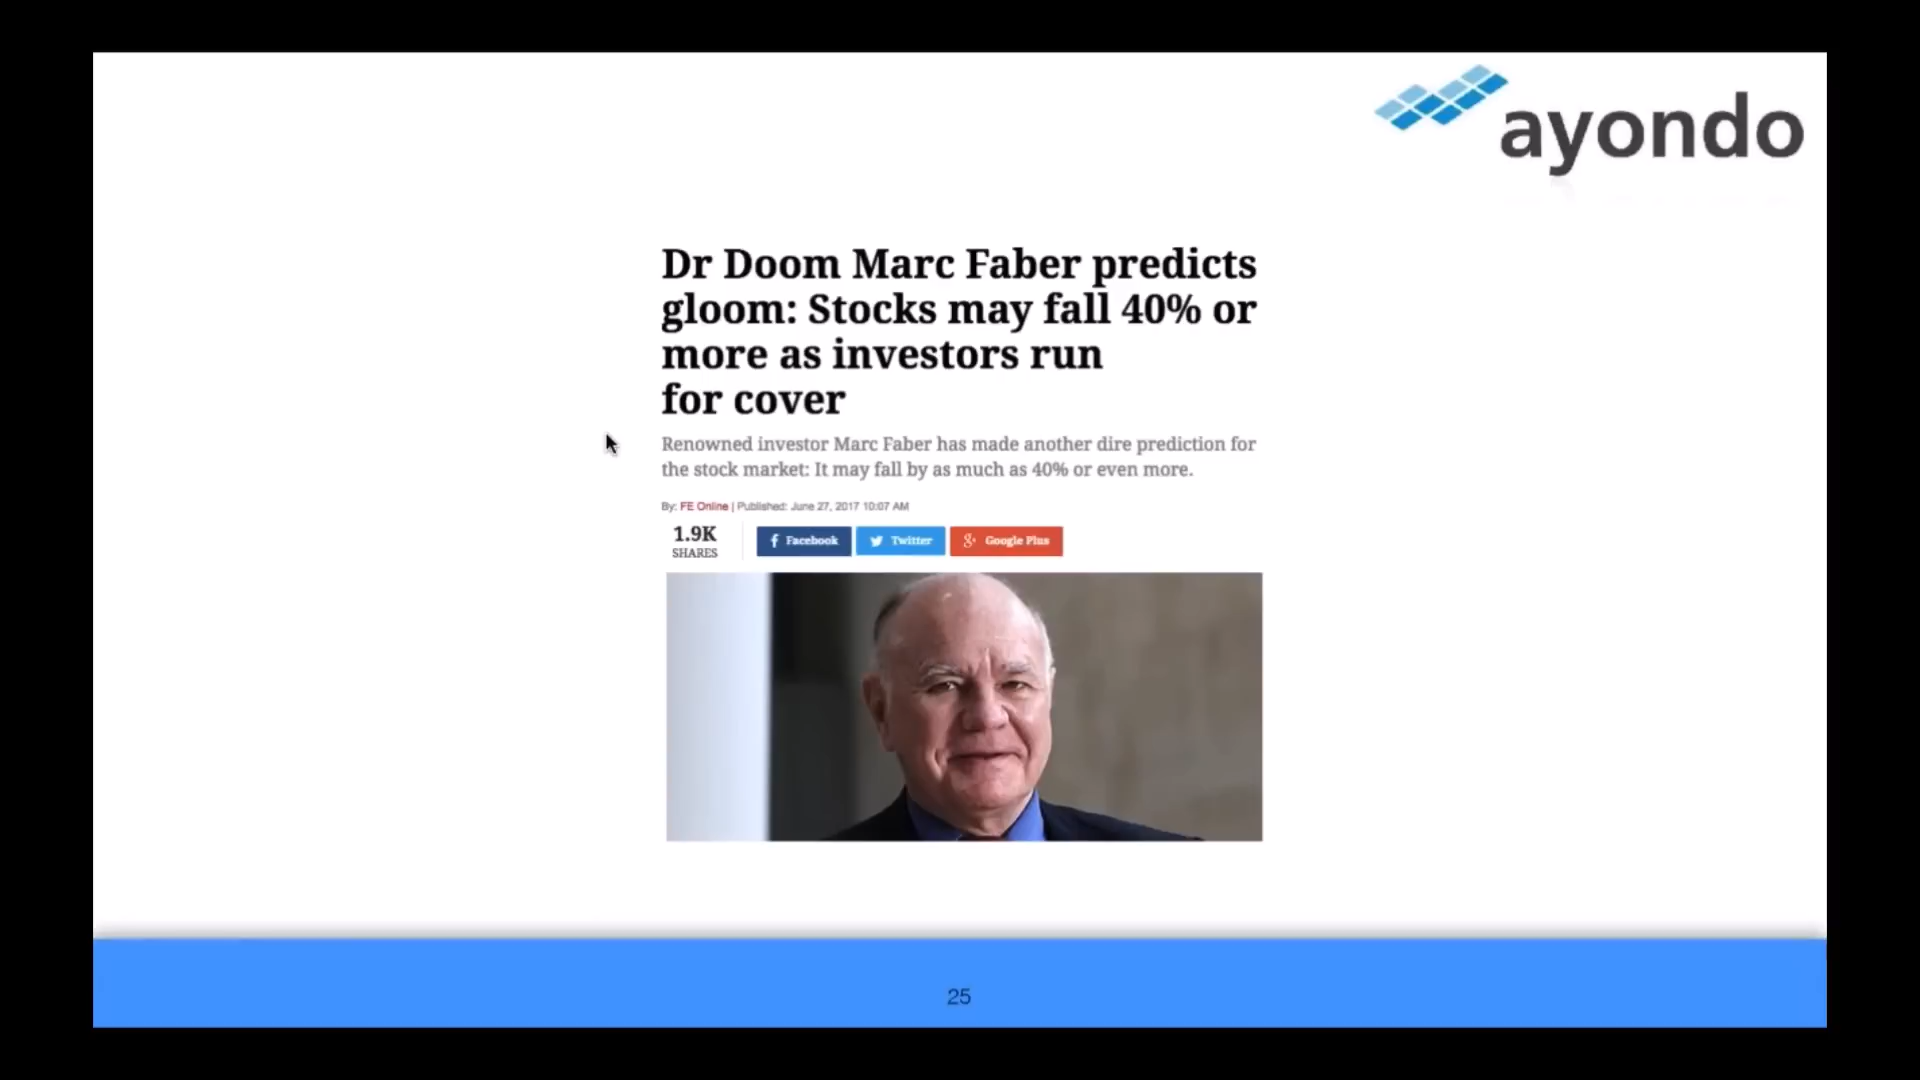 ayondo
Dr Doom Marc Faber predicts
gloom: Stocks may fall 40% or
more as investors run
for cover
Renowned investor Marc Faber has made another dire prediction for
the stock market: It may fall by as much as 40% or even more.
By: FE Online | Published: June 27, 2017 10:07 AM
1.9K
SHARES
Facebook
Twitter
Google Plus
25